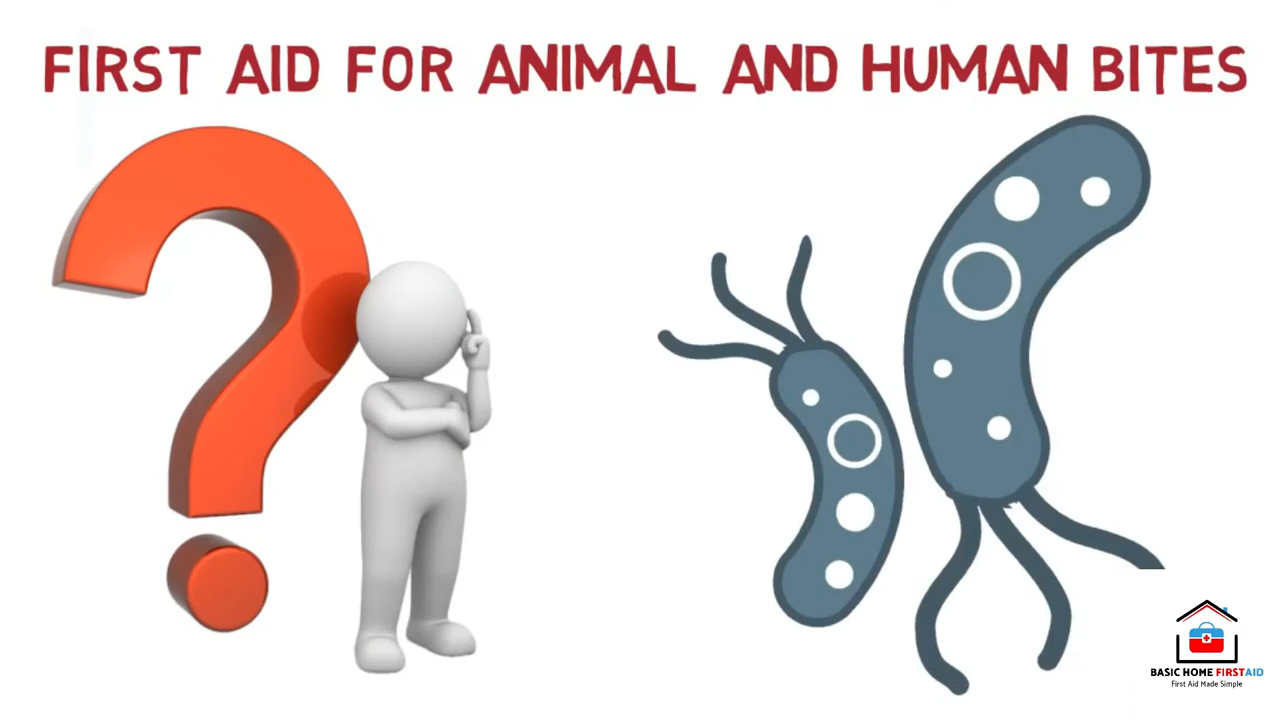 FIRST AID FOR ANIMAL AND HUMAN BITES
BASIC HOME FIRSTAID
First Aid Made Simple